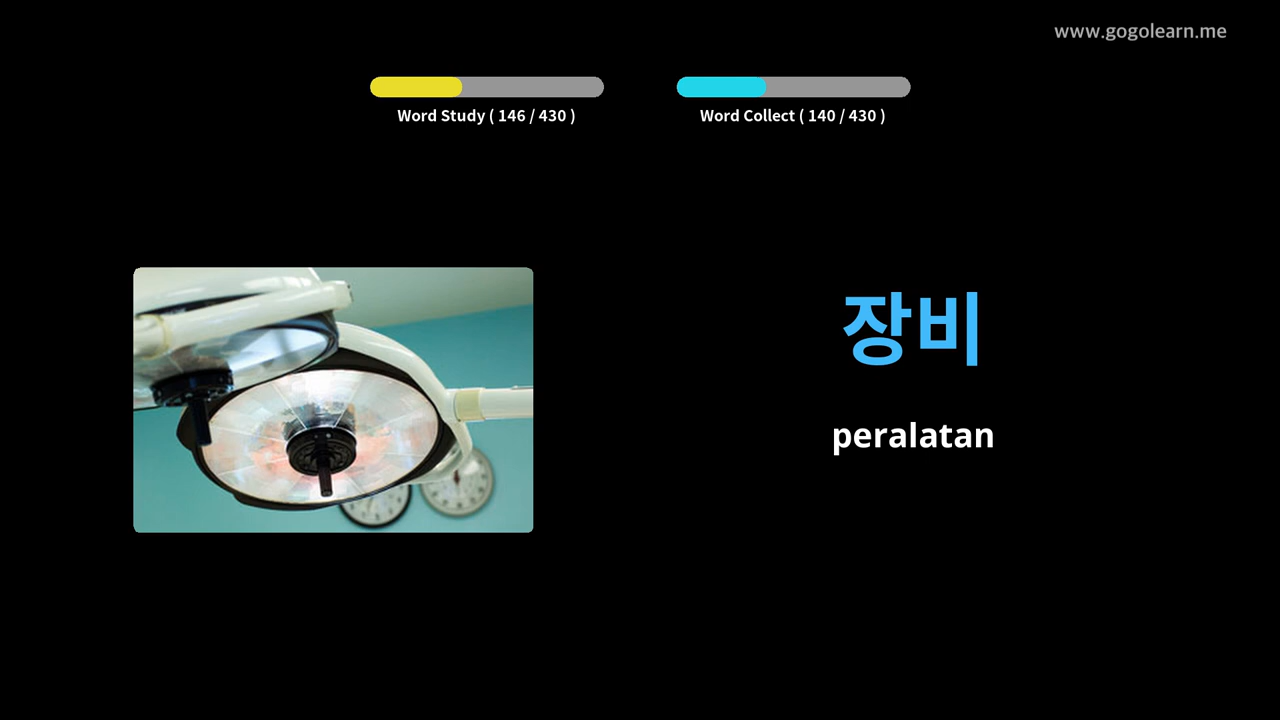 www.gogolearn.me
Word Study ( 146 / 430 )
Word Collect ( 140 / 430 )
장비
peralatan